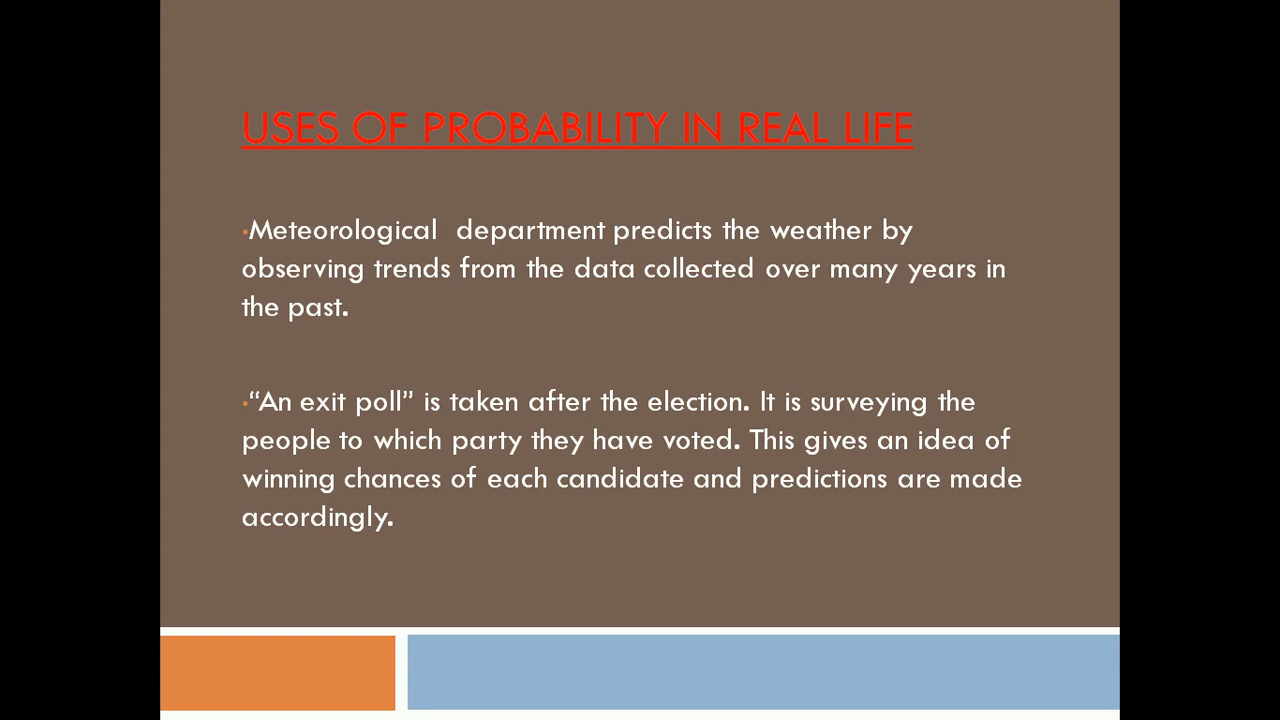 USES OF PROBABILITY IN REAL LIFE
•Meteorological  department predicts the weather by
observing trends from the data collected over many years in
the past.
•“An exit poll” is taken after the election. It is surveying the
people to which party they have voted. This gives an idea of
winning chances of each candidate and predictions are made
accordingly.